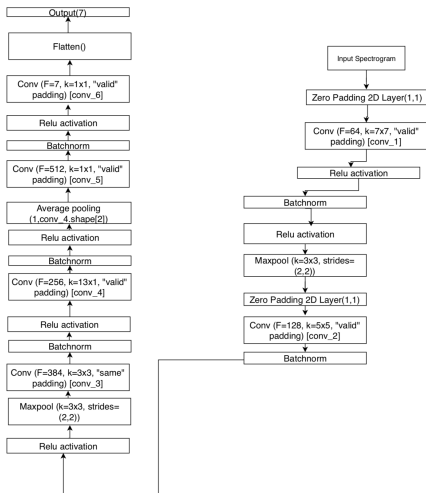 Input Spectrogram
Zero Padding 2D Layer(1,1)
Conv (F=64, k=7x7, "valid"
padding) [conv_1]
Relu activation
Batchnorm
Relu activation
Maxpool (k=3x3, strides=
(2,2))
Zero Padding 2D Layer(1,1)
Conv (F=128, k=5x5, "valid"
padding) [conv_2]
Batchnorm
Output(7)
Flatten()
Conv (F=7, k=1x1, "valid"
padding) [conv_6]
Relu activation
Batchnorm
Conv (F=512, k=1x1, "valid"
padding) [conv_5]
Average pooling
(1,conv_4.shape[2])
Relu activation
Batchnorm
Conv (F=256, k=13x1, "valid"
padding) [conv_4]
Relu activation
Batchnorm
Conv (F=384, k=3x3, "same"
padding) [conv_3]
Maxpool (k=3x3, strides=
(2,2))
Relu activation